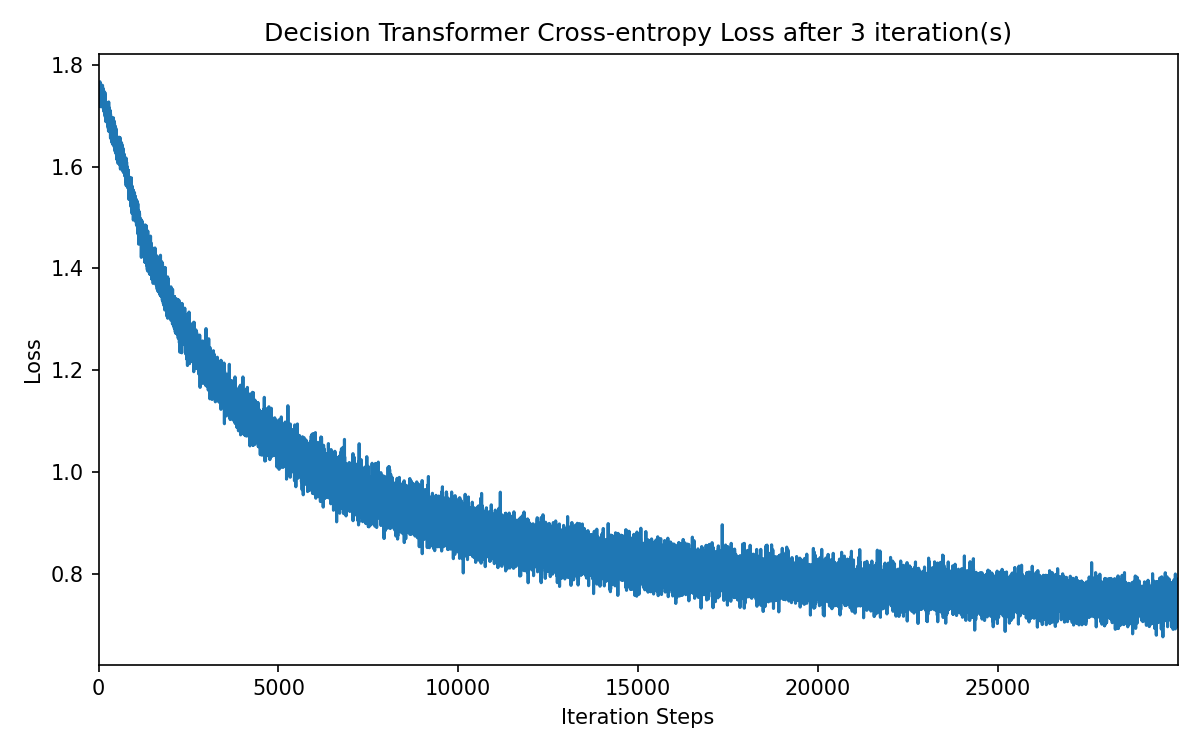 Decision Transformer Cross-entropy Loss after 3 iteration(s)
1.8
1.6
1.4
1.2
1.0
0.8
Loss
0 5000 10000 15000 20000 25000
Iteration Steps